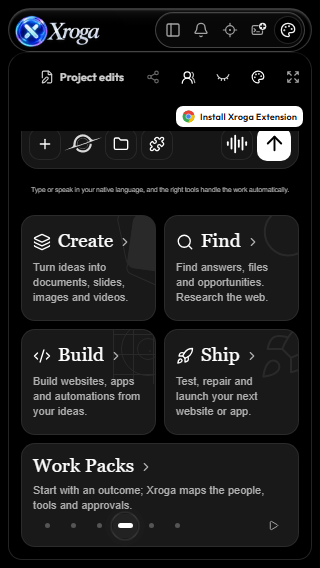 Xroga
Project edits
Install Xroga Extension
Type or speak in your native language, and the right tools handle the work automatically.
Create
Turn ideas into
documents, slides,
images and videos.
Find
Find answers, files
and opportunities.
Research the web.
Build
Build websites, apps
and automations from
your ideas.
Ship
Test, repair and
launch your next
website or app.
Work Packs
Start with an outcome; Xroga maps the people,
tools and approvals.